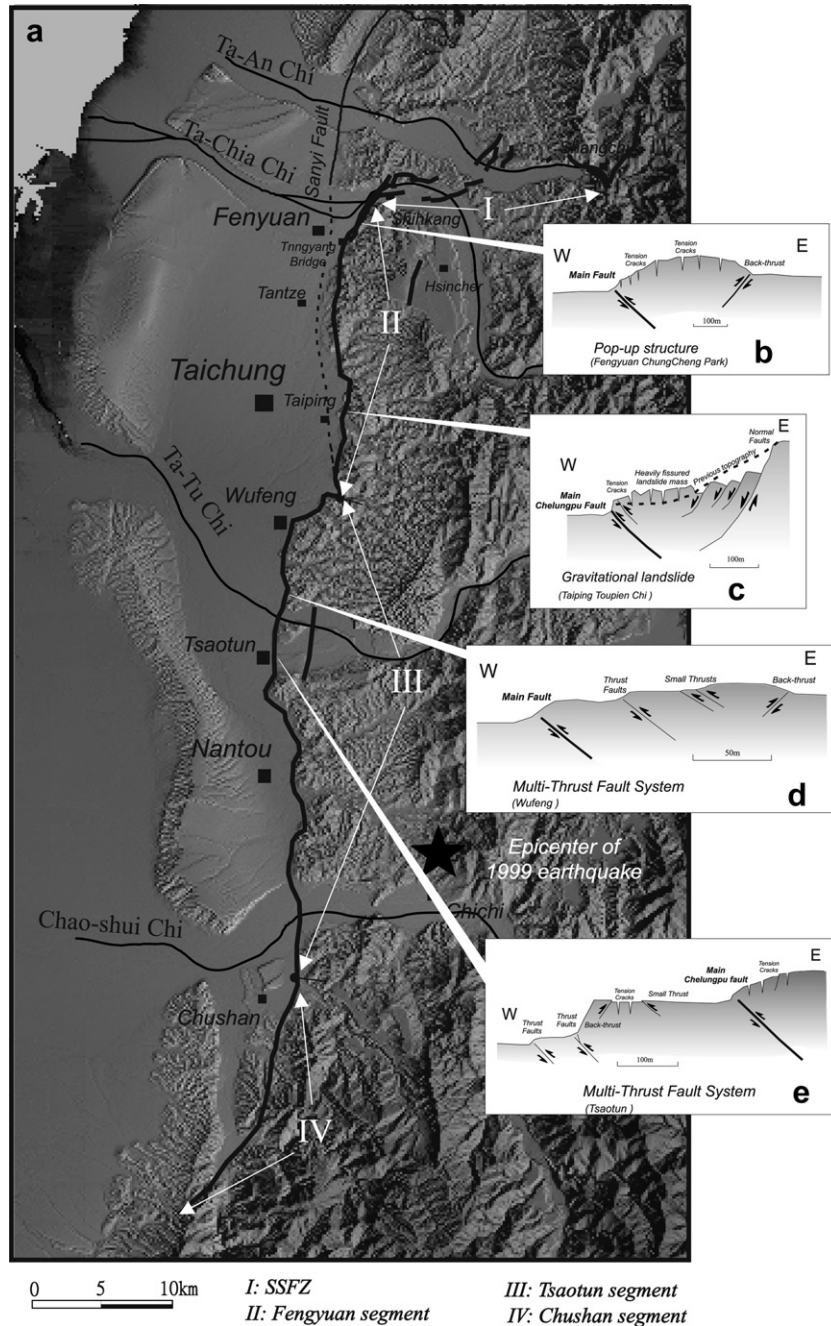 a
Ta-An Chi
Ta-Chia Chi
Sanyi Fault
Fenyuan
Tnngyang
Bridge
Shihkang
I
Hsincher
Tantze
II
Taichung
Taiping
Ta-Tu Chi
Wufeng
Tsaotun
III
Nantou
Epicenter of
1999 earthquake
Chichi
Chao-shui Chi
Chushan
IV
W
E
Tension
Cracks
Tension
Cracks
Main Fault
Back-thrust
100m
Pop-up structure
(Fengyuan ChungCheng Park)
b
W
E
Normal
Faults
Previous topography
Heavily fissured
landslide mass
Tension
Cracks
Main
Chelungpu Fault
100m
Gravitational landslide
(Taiping Toupien Chi )
c
W
E
Main Fault
Thrust
Faults
Small Thrusts
Back-thrust
50m
Multi-Thrust Fault System
(Wufeng )
d
W
E
Main
Chelungpu fault
Tension
Cracks
Thrust
Faults
Thrust
Faults
Back-thrust
Tension
Cracks
Small Thrust
100m
Multi-Thrust Fault System
(Tsaotun )
e
0 5 10km
I: SSFZ
II: Fengyuan segment
III: Tsaotun segment
IV: Chushan segment